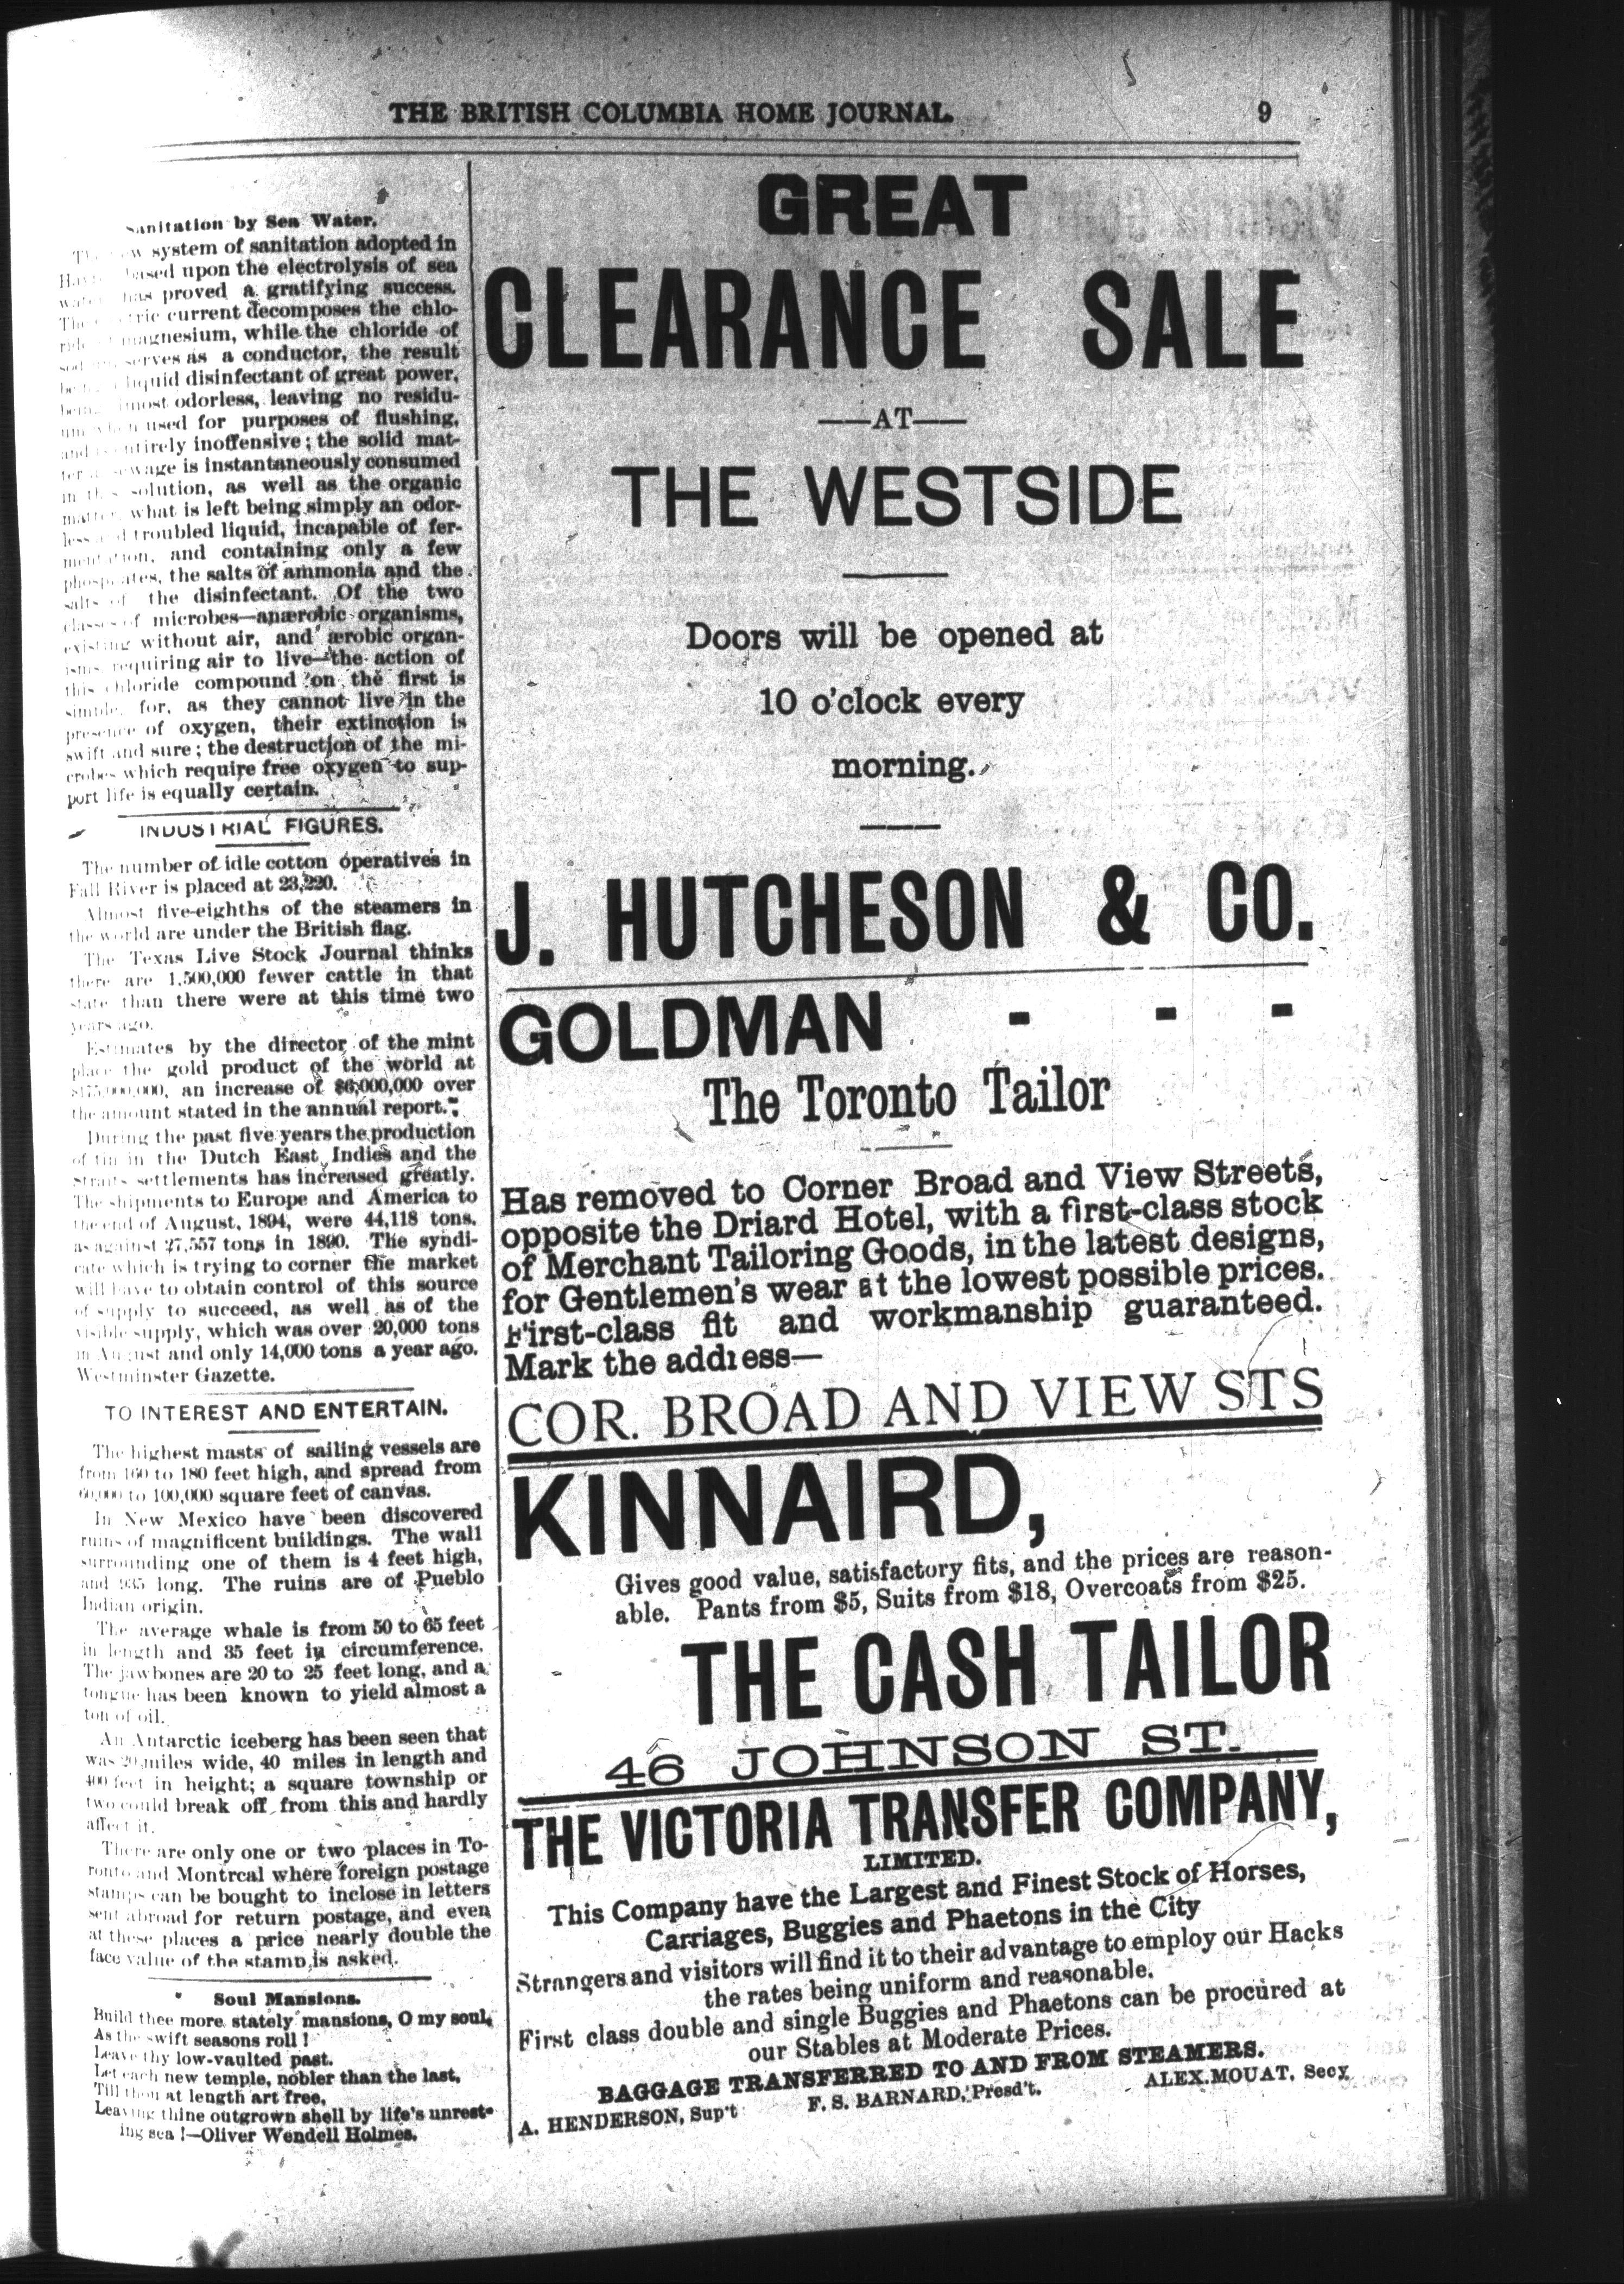 THE BRITISH COLUMBIA HOME JOURNAL. 9
Sanitation by Sea Water.
system of sanitation adopted in
based upon the electrolysis of sea
water has proved a gratifying success.
The electric current decomposes the chlo-
ride of magnesium, while the chloride of
sodium serves as a conductor, the result
being a liquid disinfectant of great power,
being almost odorless, leaving no residu-
um when used for purposes of flushing,
and entirely inoffensive; the solid mat-
ter sewage is instantaneously consumed
in this solution, as well as the organic
matter, what is left being simply an odor-
less and troubled liquid, incapable of fer-
mentation, and containing only a few
phosphates, the salts of ammonia and the
salts of the disinfectant. Of the two
classes of microbes—anærobic organisms,
existing without air, and ærobic organ-
isms requiring air to live—the action of
this chloride compound on the first is
simple, for, as they cannot live in the
presence of oxygen, their extinction is
swift and sure; the destruction of the mi-
crobes which require free oxygen to sup-
port life is equally certain.
INDUSTRIAL FIGURES.
The number of idle cotton operatives in
Fall River is placed at 23,220.
Almost five-eighths of the steamers in
the world are under the British flag.
The Texas Live Stock Journal thinks
there are 1,500,000 fewer cattle in that
state than there were at this time two
years ago.
Estimates by the director of the mint
place the gold product of the world at
$175,000,000, an increase of $6,000,000 over
the amount stated in the annual report.
During the past five years the production
of tin in the Dutch East Indies and the
Straits settlements has increased greatly.
The shipments to Europe and America to
the end of August, 1894, were 44,118 tons,
as against 27,557 tons in 1890. The syndi-
cate which is trying to corner the market
will have to obtain control of this source
of supply to succeed, as well as of the
visible supply, which was over 20,000 tons
in August and only 14,000 tons a year ago.
Westminster Gazette.
TO INTEREST AND ENTERTAIN.
The highest masts of sailing vessels are
from 160 to 180 feet high, and spread from
60,000 to 100,000 square feet of canvas.
In New Mexico have been discovered
ruins of magnificent buildings. The wall
surrounding one of them is 4 feet high,
and 935 long. The ruins are of Pueblo
Indian origin.
The average whale is from 50 to 65 feet
in length and 35 feet in circumference.
The jawbones are 20 to 25 feet long, and a
tongue has been known to yield almost a
ton of oil.
An Antarctic iceberg has been seen that
was 20 miles wide, 40 miles in length and
400 feet in height; a square township or
two could break off from this and hardly
affect it.
There are only one or two places in To-
ronto and Montreal where foreign postage
stamps can be bought to inclose in letters
sent abroad for return postage, and even
at these places a price nearly double the
face value of the stamp is asked.
Soul Mansions.
Build thee more stately mansions, O my soul,
As the swift seasons roll!
Leave thy low-vaulted past.
Let each new temple, nobler than the last,
Till thou at length art free,
Leaving thine outgrown shell by life's unrest-
ing sea!—Oliver Wendell Holmes.
GREAT
CLEARANCE SALE
—AT—
THE WESTSIDE
Doors will be opened at
10 o'clock every
morning.
J. HUTCHESON & CO.
GOLDMAN - - -
The Toronto Tailor
Has removed to Corner Broad and View Streets,
opposite the Driard Hotel, with a first-class stock
of Merchant Tailoring Goods, in the latest designs,
for Gentlemen's wear at the lowest possible prices.
First-class fit and workmanship guaranteed.
Mark the address—
COR. BROAD AND VIEW STS
KINNAIRD,
Gives good value, satisfactory fits, and the prices are reason-
able. Pants from $5, Suits from $18, Overcoats from $25.
THE CASH TAILOR
46 JOHNSON ST.
THE VICTORIA TRANSFER COMPANY,
LIMITED.
This Company have the Largest and Finest Stock of Horses,
Carriages, Buggies and Phaetons in the City
Strangers and visitors will find it to their advantage to employ our Hacks
the rates being uniform and reasonable.
First class double and single Buggies and Phaetons can be procured at
our Stables at Moderate Prices.
BAGGAGE TRANSFERRED TO AND FROM STEAMERS.
A. HENDERSON, Sup't F. S. BARNARD, Presd't. ALEX. MOUAT, Secy